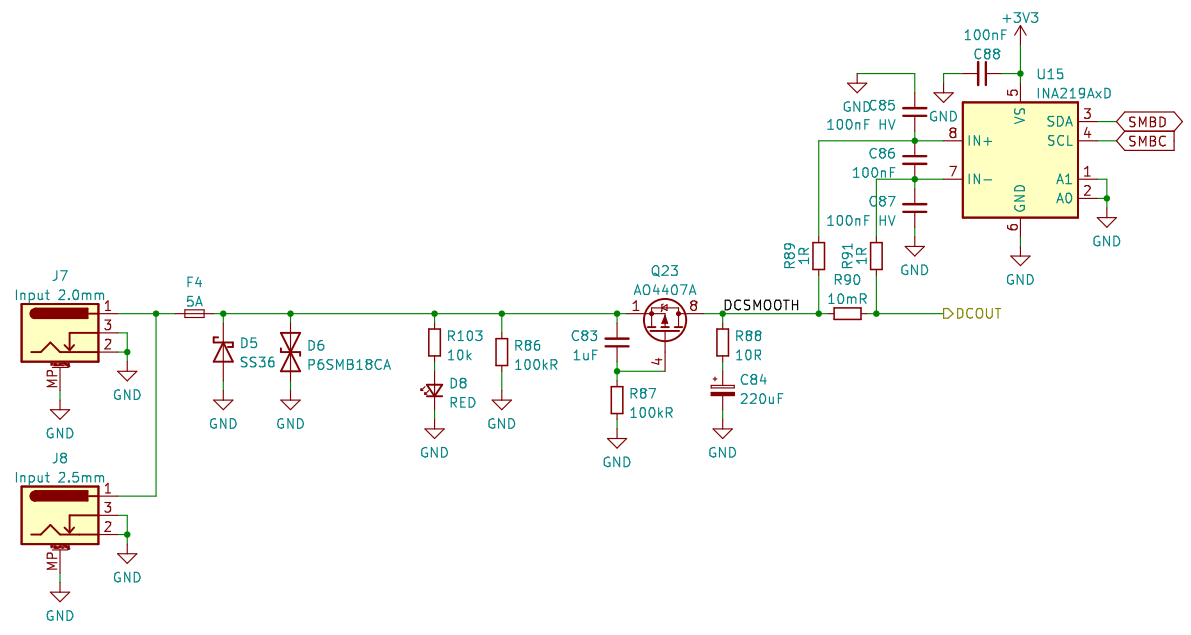 +3V3
100nF
C88
U15
INA219AxD
5
VS
GND
C85
100nF HV
GND
8
IN+
SDA
3
SMBD
SCL
4
SMBC
C86
100nF
7
IN-
A1
1
A0
2
C87
100nF HV
GND
6
GND
GND
GND
R89
1R
R91
1R
R90
10mR
DCSMOOTH
DCOUT
J7
Input 2.0mm
1
3
2
MP
GND
GND
F4
5A
D5
SS36
GND
D6
P6SMB18CA
GND
R103
10k
D8
RED
GND
R86
100kR
GND
C83
1uF
R87
100kR
GND
Q23
AO4407A
1
8
4
R88
10R
+
C84
220uF
GND
J8
Input 2.5mm
1
3
2
MP
GND
GND